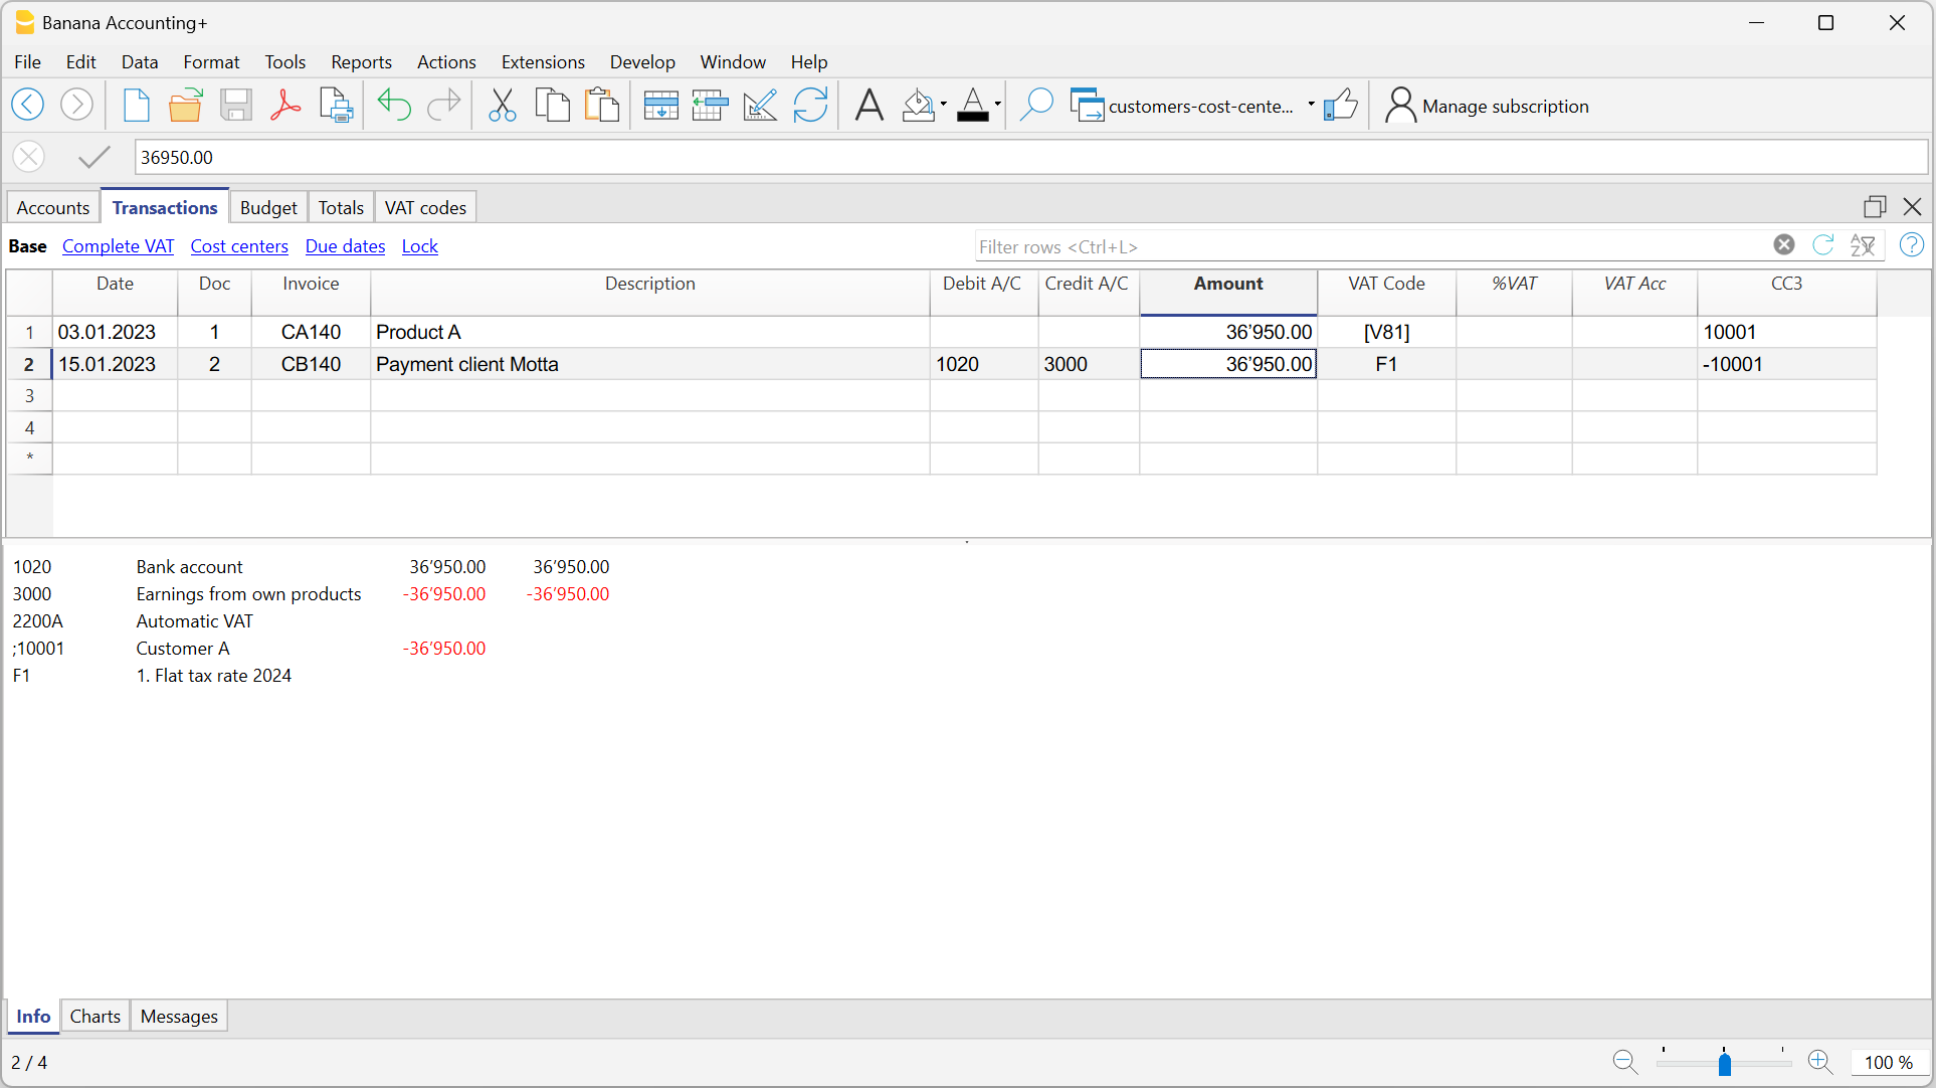 Banana Accounting+
File Edit Data Format Tools Reports Actions Extensions Develop Window Help
customers-cost-cente... Manage subscription
36950.00
Accounts Transactions Budget Totals VAT codes
Base Complete VAT Cost centers Due dates Lock Filter rows <Ctrl+L>
Date Doc Invoice Description Debit A/C Credit A/C Amount VAT Code %VAT VAT Acc CC3
1 03.01.2023 1 CA140 Product A 36’950.00 [V81] 10001
2 15.01.2023 2 CB140 Payment client Motta 1020 3000 36’950.00 F1 -10001
3
4
*
1020 Bank account 36’950.00 36’950.00
3000 Earnings from own products -36’950.00 -36’950.00
2200A Automatic VAT
;10001 Customer A -36’950.00
F1 1. Flat tax rate 2024
Info Charts Messages
2 / 4 100 %